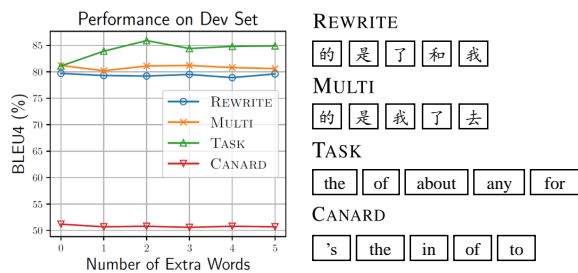 Performance on Dev Set
BLEU4 (%)
85
80
75
70
65
60
55
50
REWRITE
MULTI
TASK
CANARD
0 1 2 3 4 5
Number of Extra Words
REWRITE
的 是 了 和 我
MULTI
的 是 我 了 去
TASK
the of about any for
CANARD
's the in of to